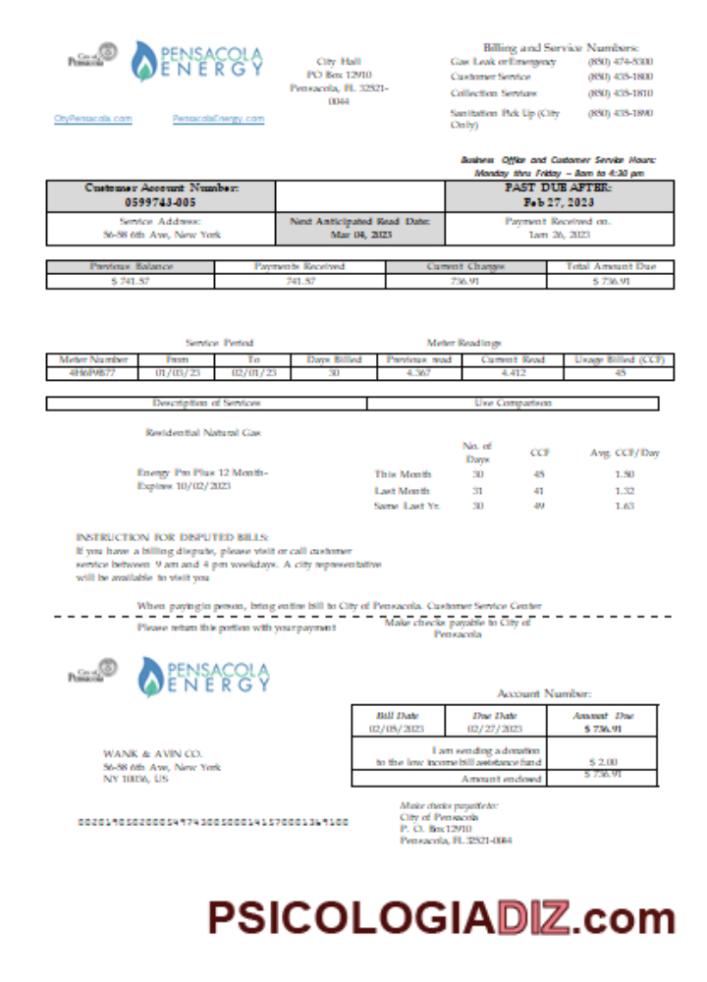 City of
Pensacola
PENSACOLA
ENERGY
City Hall
PO Box 12910
Pensacola, FL 32521-
0044
Billing and Service Numbers:
Gas Leak or Emergency (850) 474-5300
Customer Service (850) 435-1800
Collection Services (850) 435-1810
Sanitation Pick Up (City (850) 435-1890
Only)
CityPensacola.com PensacolaEnergy.com
Business Office and Customer Service Hours:
Monday thru Friday – 8am to 4:30 pm
Customer Account Number: PAST DUE AFTER:
0599743-005 Feb 27, 2023
Service Address: Next Anticipated Read Date: Payment Received on.
56-58 6th Ave, New York Mar 04, 2023 26, 2023
Previous Balance Payments Received Current Charges Total Amount Due
$ 741.57 741.57 736.91 $ 736.91
Service Period Meter Readings
Meter Number From To Days Billed Previous read Current Read Usage Billed (CCF)
01/03/23 02/01/23 30 4.367 4.412 45
Description of Services Use Comparison
Residential Natural Gas
No. of
Days CCF Avg. CCF/Day
Energy Pro Plus 12 Month-
Expires 10/02/2023
This Month 30 45 1.50
Last Month 31 41 1.32
Same Last Yr. 30 49 1.63
INSTRUCTION FOR DISPUTED BILLS:
If you have a billing dispute, please visit or call customer
service between 9 am and 4 pm weekdays. A city representative
will be available to visit you
When paying in person, bring entire bill to City of Pensacola. Customer Service Center
Please return this portion with your payment
Make checks payable to City of
Pensacola
City of
Pensacola
PENSACOLA
ENERGY
Account Number:
Bill Date Due Date Amount Due
02/05/2023 02/27/2023 $ 736.91
I am sending a donation
to the low income bill assistance fund $ 2.00
Amount enclosed $ 736.91
WANK & AVIN CO.
56-58 6th Ave, New York
NY 10036, US
Make checks payable to:
City of Pensacola
P. O. Box 12910
Pensacola, FL 32521-0044
PSICOLOGIADIZ.com